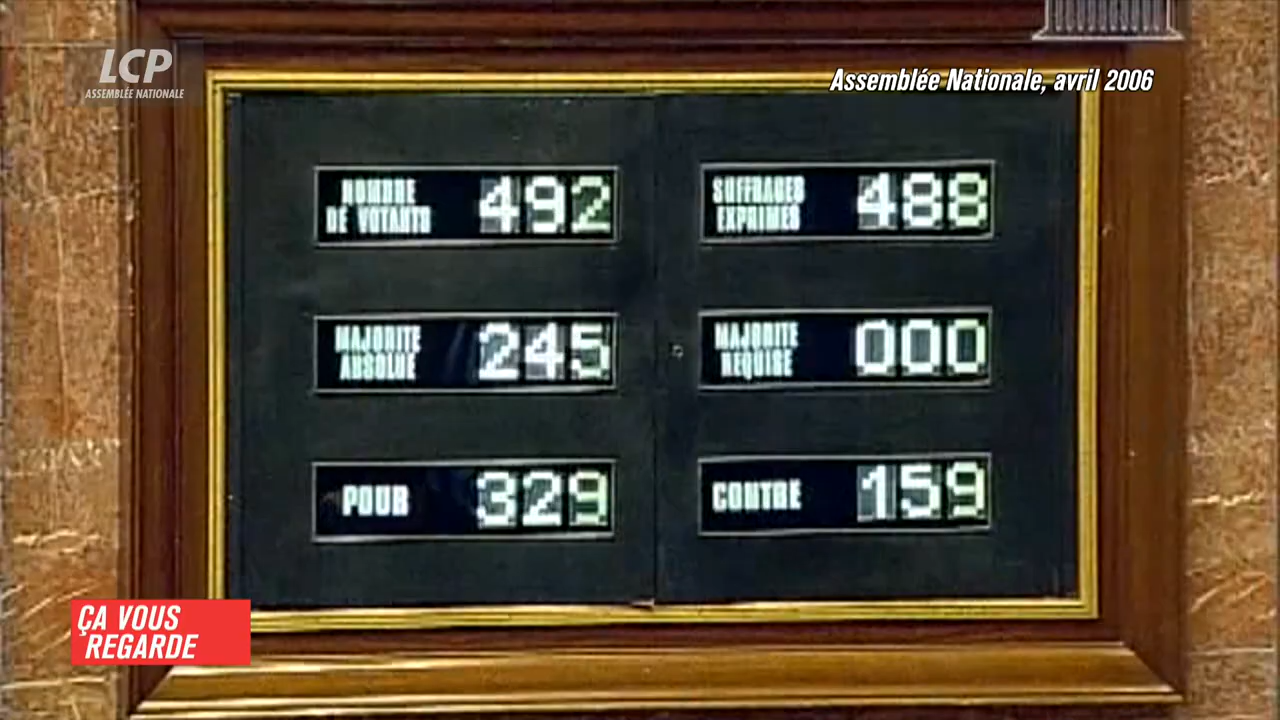 LCP
ASSEMBLÉE NATIONALE
Assemblée Nationale, avril 2006
NOMBRE
DE VOTANTS
492
SUFFRAGES
EXPRIMES
488
MAJORITE
ABSOLUE
245
MAJORITE
REQUISE
000
POUR
329
CONTRE
159
ÇA VOUS
REGARDE